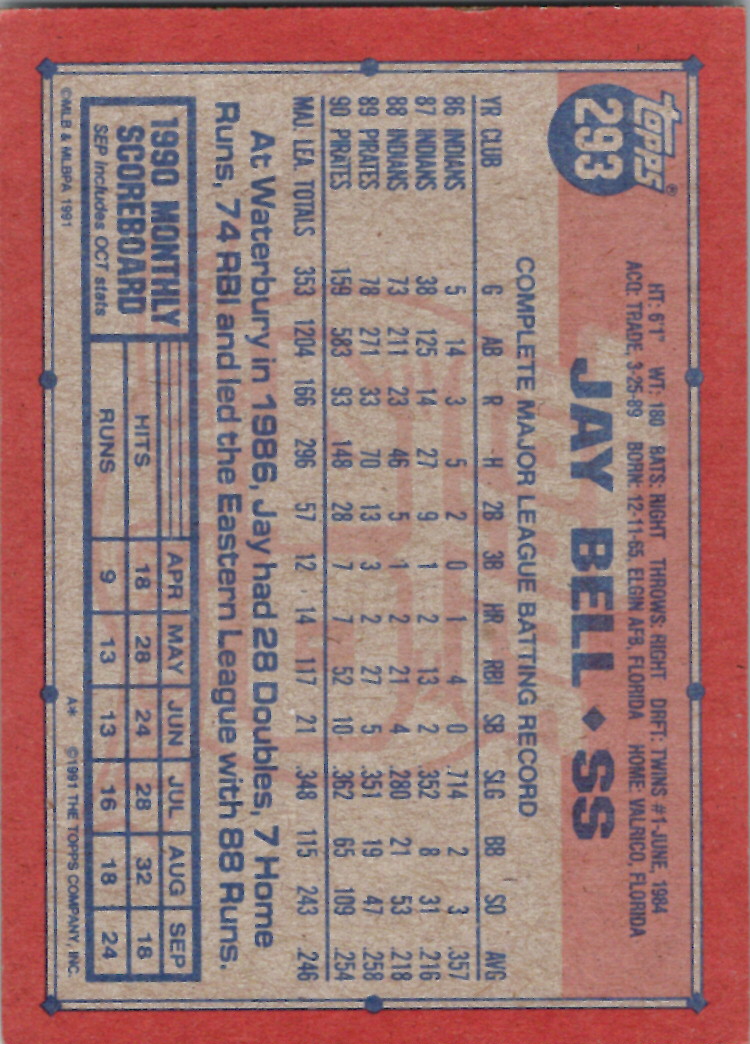 topps®
293
HT: 6'1" WT: 180 BATS: RIGHT THROWS: RIGHT DRFT: TWINS #1-JUNE, 1984
ACQ: TRADE, 3-25-89 BORN: 12-11-65, ELGIN AFB, FLORIDA HOME: VALRICO, FLORIDA
JAY BELL ◆ SS
COMPLETE MAJOR LEAGUE BATTING RECORD
YR CLUB G AB R H 2B 3B HR RBI SB SLG BB SO AVG
86 INDIANS 5 14 3 5 2 0 1 4 0 .714 2 3 .357
87 INDIANS 38 125 14 27 9 1 2 13 2 .352 8 31 .216
88 INDIANS 73 211 23 46 5 1 2 21 4 .280 21 53 .218
89 PIRATES 78 271 33 70 13 3 2 27 5 .351 19 47 .258
90 PIRATES 159 583 93 148 28 7 7 52 10 .362 65 109 .254
MAJ. LEA. TOTALS 353 1204 166 296 57 12 14 117 21 .348 115 243 .246
At Waterbury in 1986, Jay had 28 Doubles, 7 Home
Runs, 74 RBI and led the Eastern League with 88 Runs.
1990 MONTHLY
SCOREBOARD
SEP includes OCT stats
APR MAY JUN JUL AUG SEP
HITS 18 28 24 28 32 18
RUNS 9 13 13 16 18 24
©MLB & MLBPA 1991 A* ©1991 THE TOPPS COMPANY, INC.